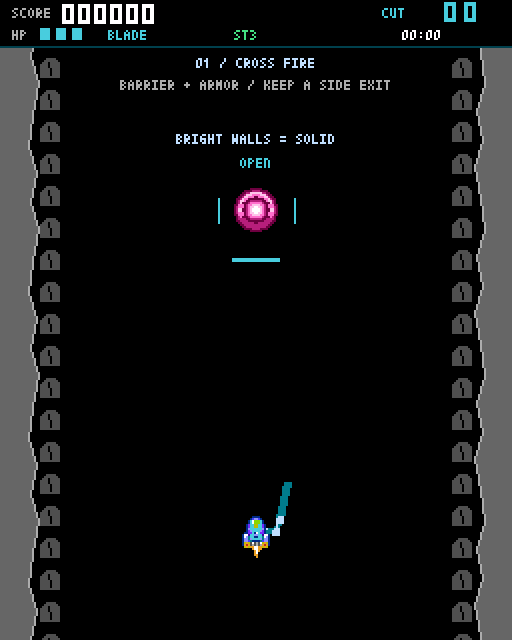 SCORE 000000 CUT 00
HP BLADE ST3 00:00
01 / CROSS FIRE
BARRIER + ARMOR / KEEP A SIDE EXIT
BRIGHT WALLS = SOLID
OPEN